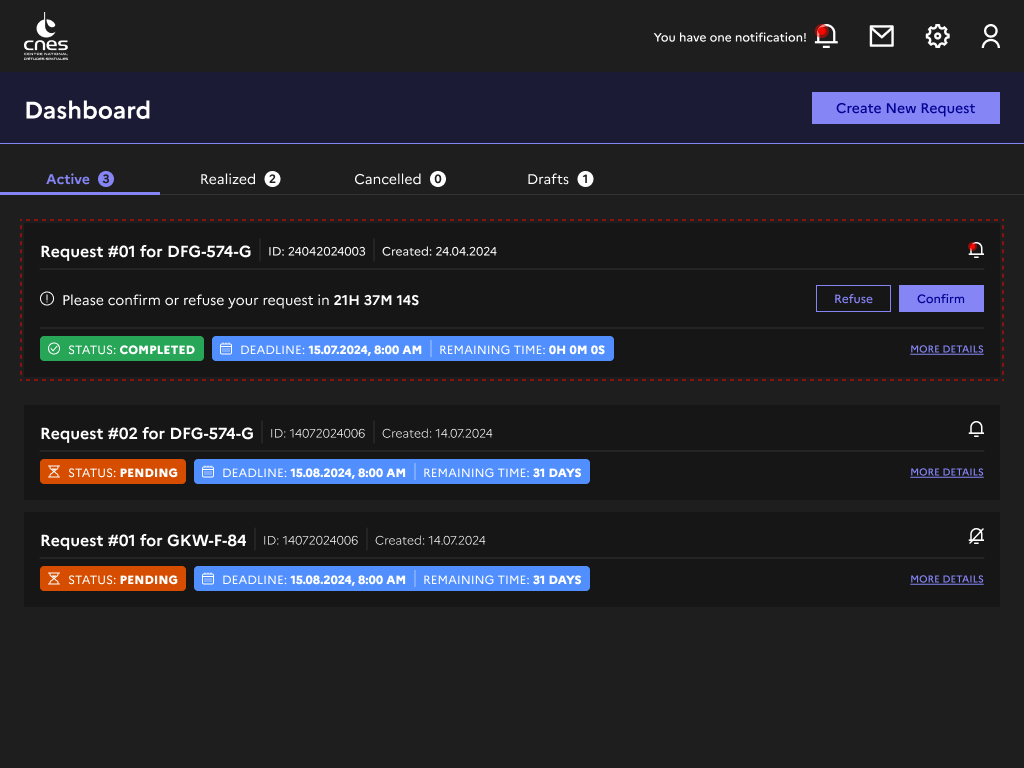 cnes
CENTRE NATIONAL
D'ÉTUDES SPATIALES
You have one notification!
Dashboard
Create New Request
Active 3
Realized 2
Cancelled 0
Drafts 1
Request #01 for DFG-574-G
ID: 24042024003
Created: 24.04.2024
Please confirm or refuse your request in 21H 37M 14S
Refuse
Confirm
STATUS: COMPLETED
DEADLINE: 15.07.2024, 8:00 AM
REMAINING TIME: 0H 0M 0S
MORE DETAILS
Request #02 for DFG-574-G
ID: 14072024006
Created: 14.07.2024
STATUS: PENDING
DEADLINE: 15.08.2024, 8:00 AM
REMAINING TIME: 31 DAYS
MORE DETAILS
Request #01 for GKW-F-84
ID: 14072024006
Created: 14.07.2024
STATUS: PENDING
DEADLINE: 15.08.2024, 8:00 AM
REMAINING TIME: 31 DAYS
MORE DETAILS